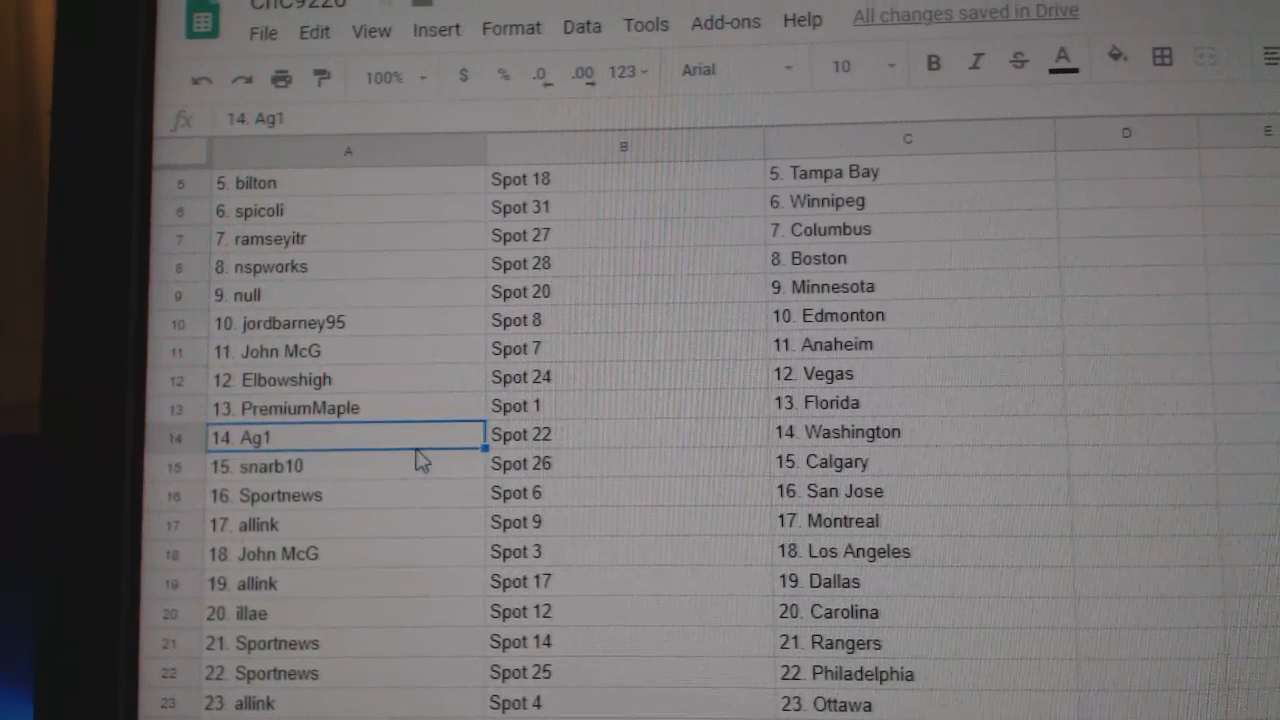 CHC9220
File Edit View Insert Format Data Tools Add-ons Help All changes saved in Drive
100% $ % .0 .00 123 Arial 10 B I S A
fx 14. Ag1
A B C D E
5 5. bilton Spot 18 5. Tampa Bay
6 6. spicoli Spot 31 6. Winnipeg
7 7. ramseyitr Spot 27 7. Columbus
8 8. nspworks Spot 28 8. Boston
9 9. null Spot 20 9. Minnesota
10 10. jordbarney95 Spot 8 10. Edmonton
11 11. John McG Spot 7 11. Anaheim
12 12. Elbowshigh Spot 24 12. Vegas
13 13. PremiumMaple Spot 1 13. Florida
14 14. Ag1 Spot 22 14. Washington
15 15. snarb10 Spot 26 15. Calgary
16 16. Sportnews Spot 6 16. San Jose
17 17. allink Spot 9 17. Montreal
18 18. John McG Spot 3 18. Los Angeles
19 19. allink Spot 17 19. Dallas
20 20. illae Spot 12 20. Carolina
21 21. Sportnews Spot 14 21. Rangers
22 22. Sportnews Spot 25 22. Philadelphia
23 23. allink Spot 4 23. Ottawa